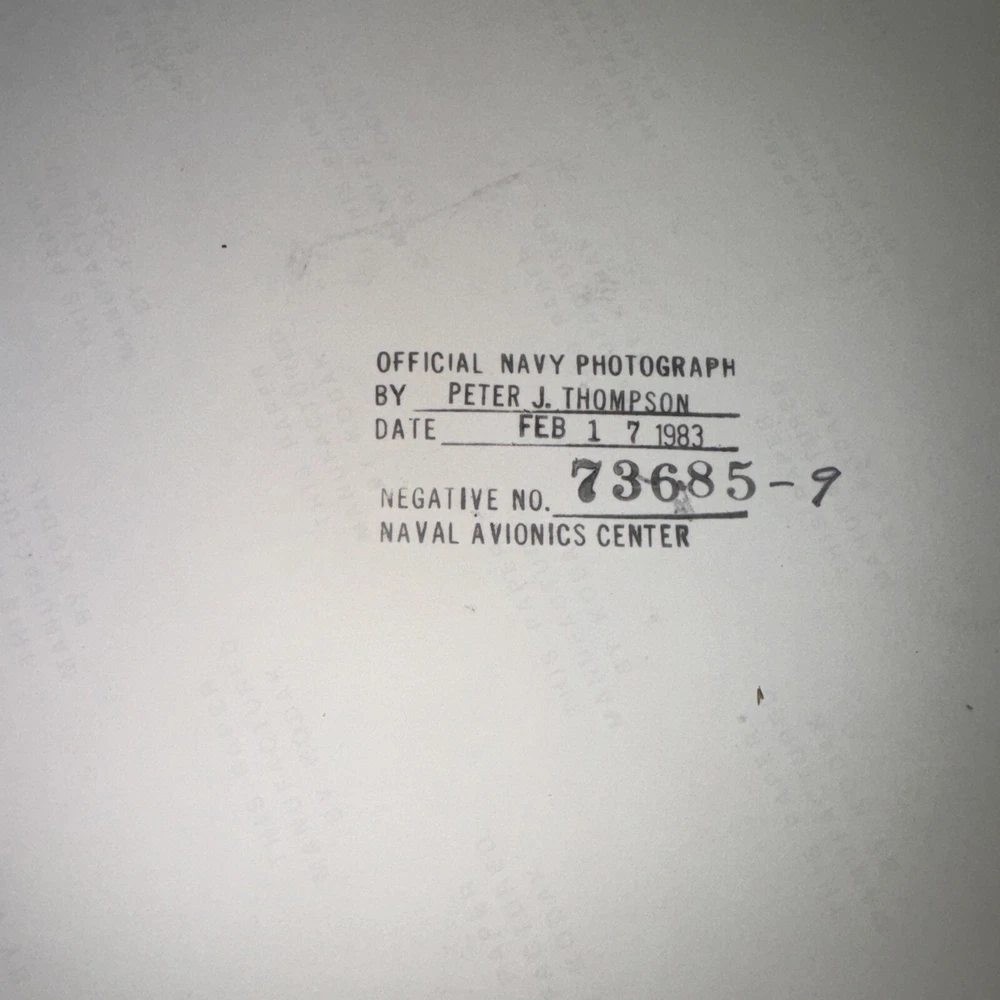 OFFICIAL NAVY PHOTOGRAPH
BY PETER J. THOMPSON
DATE FEB 1 7 1983
NEGATIVE NO. 73685-9
NAVAL AVIONICS CENTER